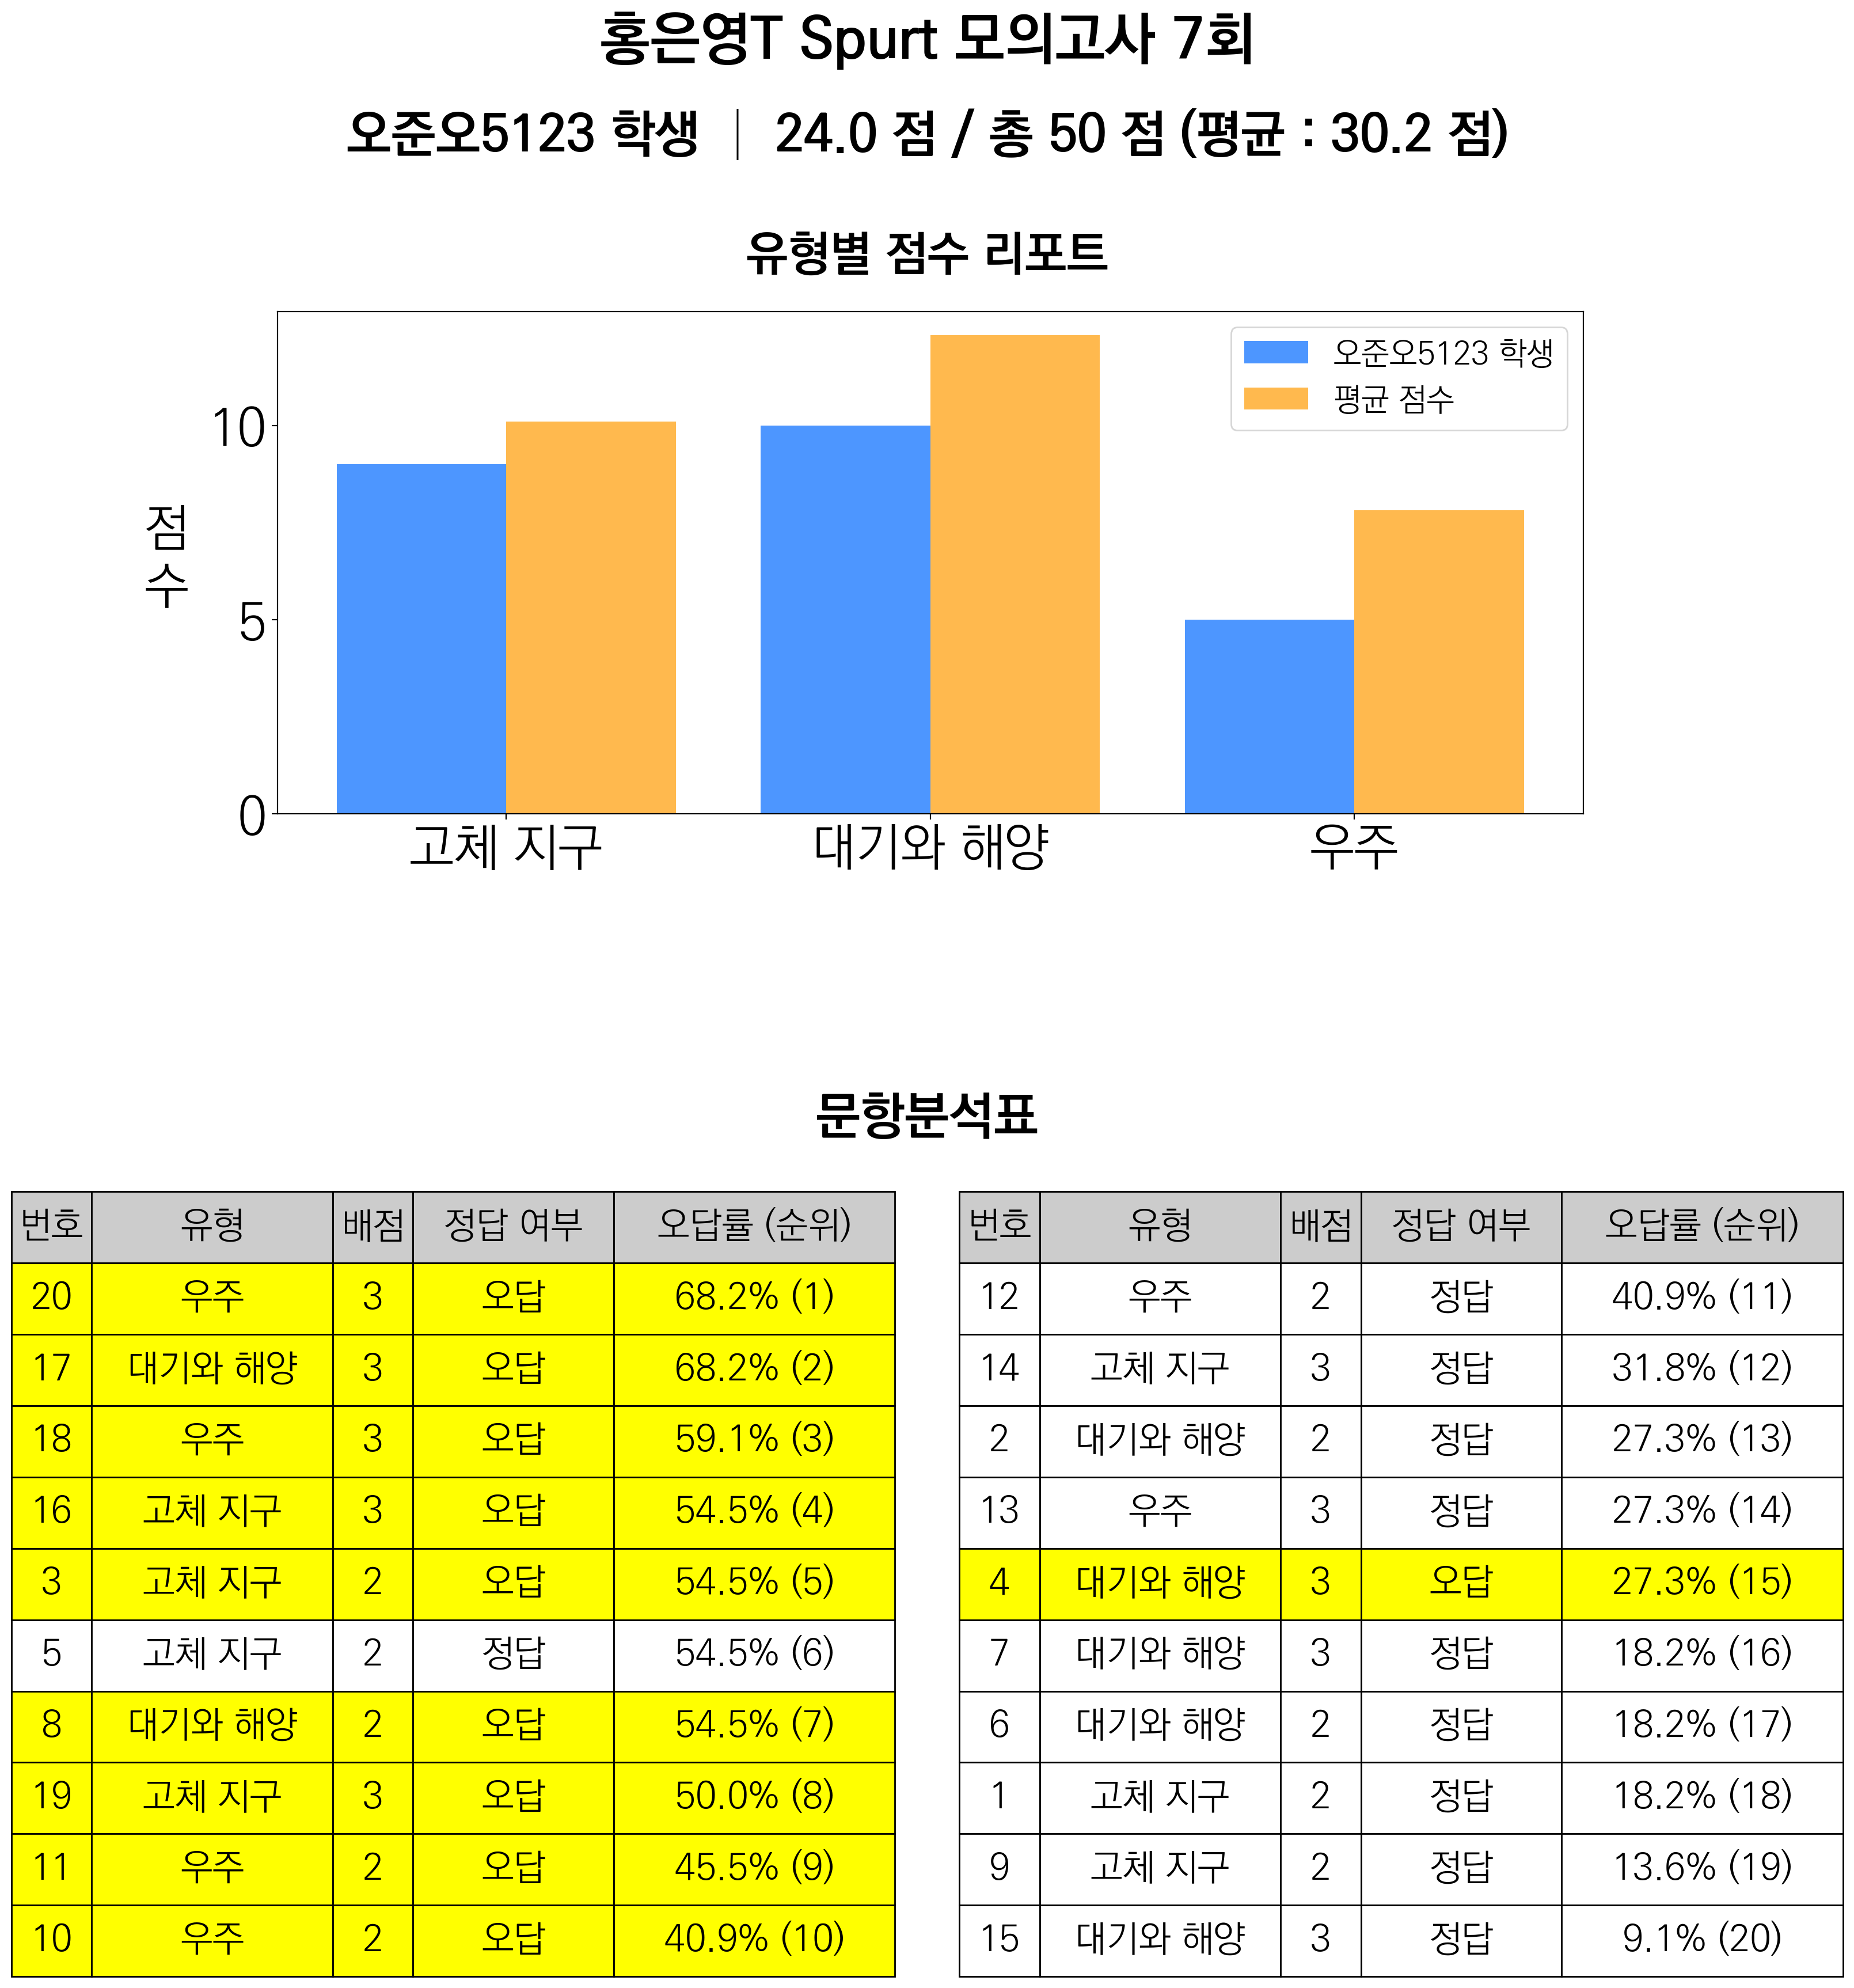 홍은영T Spurt 모의고사 7회
오준오5123 학생 │ 24.0 점 / 총 50 점 (평균 : 30.2 점)
유형별 점수 리포트
오준오5123 학생
평균 점수
점
수
10
5
0
고체 지구 대기와 해양 우주
문항분석표
번호 유형 배점 정답 여부 오답률 (순위)
20 우주 3 오답 68.2% (1)
17 대기와 해양 3 오답 68.2% (2)
18 우주 3 오답 59.1% (3)
16 고체 지구 3 오답 54.5% (4)
3 고체 지구 2 오답 54.5% (5)
5 고체 지구 2 정답 54.5% (6)
8 대기와 해양 2 오답 54.5% (7)
19 고체 지구 3 오답 50.0% (8)
11 우주 2 오답 45.5% (9)
10 우주 2 오답 40.9% (10)
번호 유형 배점 정답 여부 오답률 (순위)
12 우주 2 정답 40.9% (11)
14 고체 지구 3 정답 31.8% (12)
2 대기와 해양 2 정답 27.3% (13)
13 우주 3 정답 27.3% (14)
4 대기와 해양 3 오답 27.3% (15)
7 대기와 해양 3 정답 18.2% (16)
6 대기와 해양 2 정답 18.2% (17)
1 고체 지구 2 정답 18.2% (18)
9 고체 지구 2 정답 13.6% (19)
15 대기와 해양 3 정답 9.1% (20)